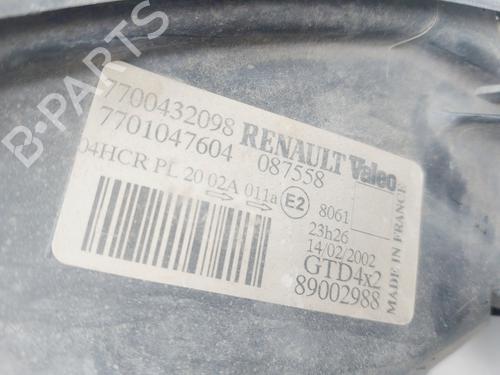 7700432098 RENAULT Valeo
7701047604 087558
04HCR PL 20 02A 011a E2 8061
23h26
14/02/2002
GTD4x2
89002988
MADE IN FRANCE